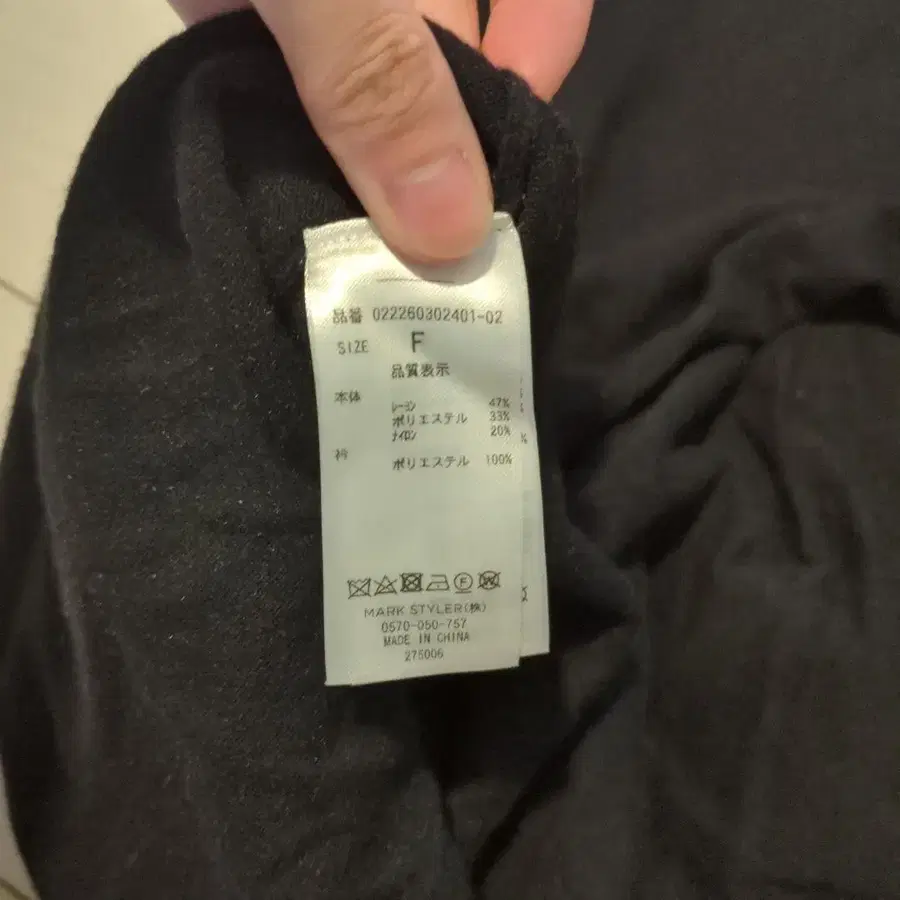 品番 022260302401-02
SIZE F
品質表示
本体 レーヨン 47%
ポリエステル 33%
ナイロン 20%
衿 ポリエステル 100%
MARK STYLER(株)
0570-050-757
MADE IN CHINA
275006